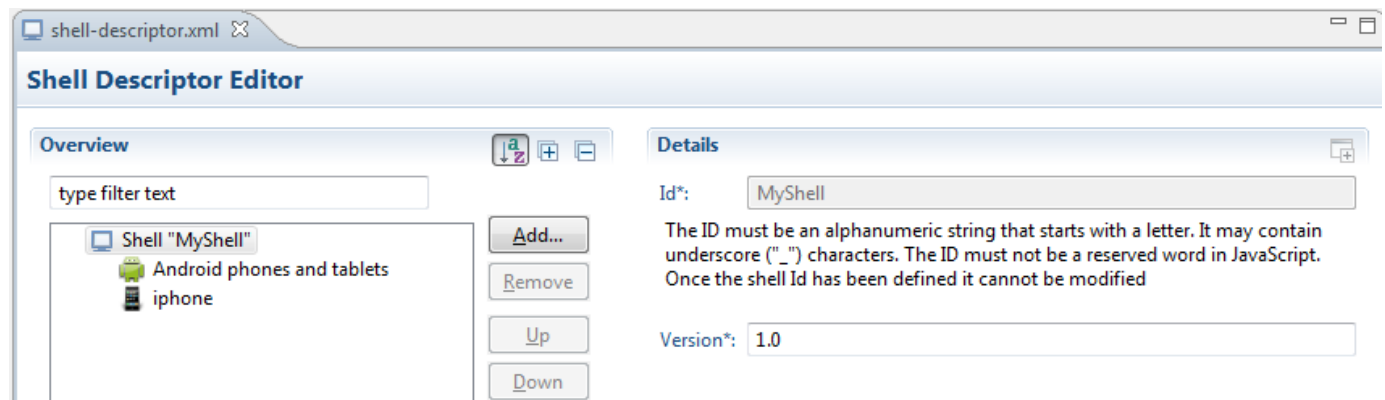 shell-descriptor.xml
Shell Descriptor Editor
Overview
type filter text
Shell "MyShell"
Android phones and tablets
iphone
Add...
Remove
Up
Down
Details
Id*:
MyShell
The ID must be an alphanumeric string that starts with a letter. It may contain
underscore ("_") characters. The ID must not be a reserved word in JavaScript.
Once the shell Id has been defined it cannot be modified
Version*:
1.0